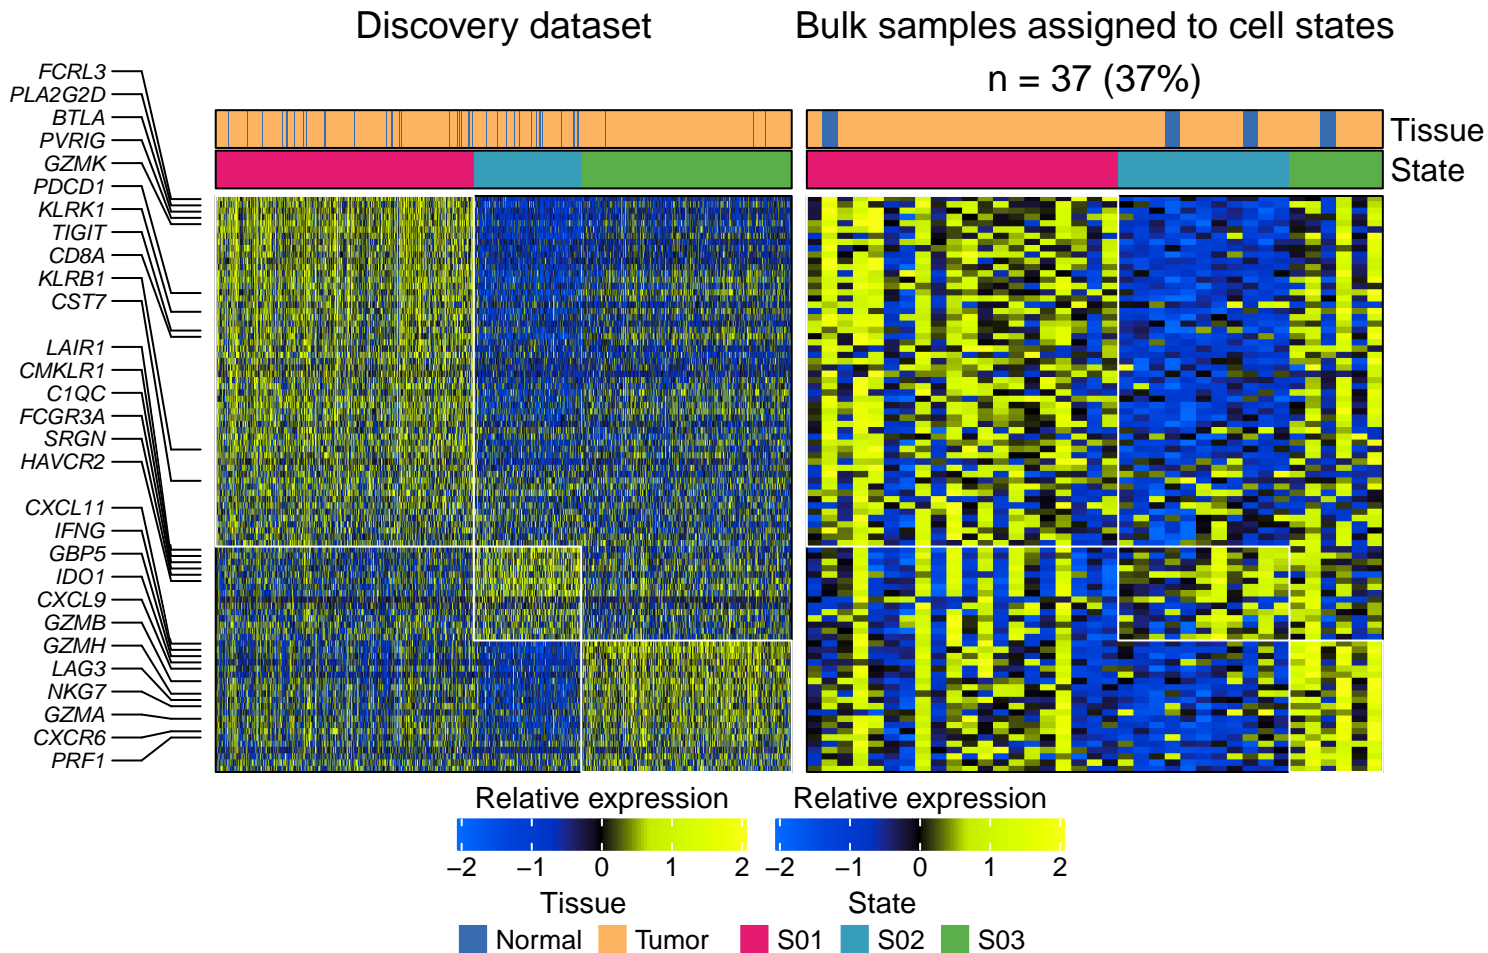 Discovery dataset
Bulk samples assigned to cell states
n = 37 (37%)
FCRL3
PLA2G2D
BTLA
PVRIG
GZMK
PDCD1
KLRK1
TIGIT
CD8A
KLRB1
CST7
LAIR1
CMKLR1
C1QC
FCGR3A
SRGN
HAVCR2
CXCL11
IFNG
GBP5
IDO1
CXCL9
GZMB
GZMH
LAG3
NKG7
GZMA
CXCR6
PRF1
Tissue
State
Relative expression
−2 −1 0 1 2
Relative expression
−2 −1 0 1 2
Tissue
Normal Tumor
State
S01 S02 S03